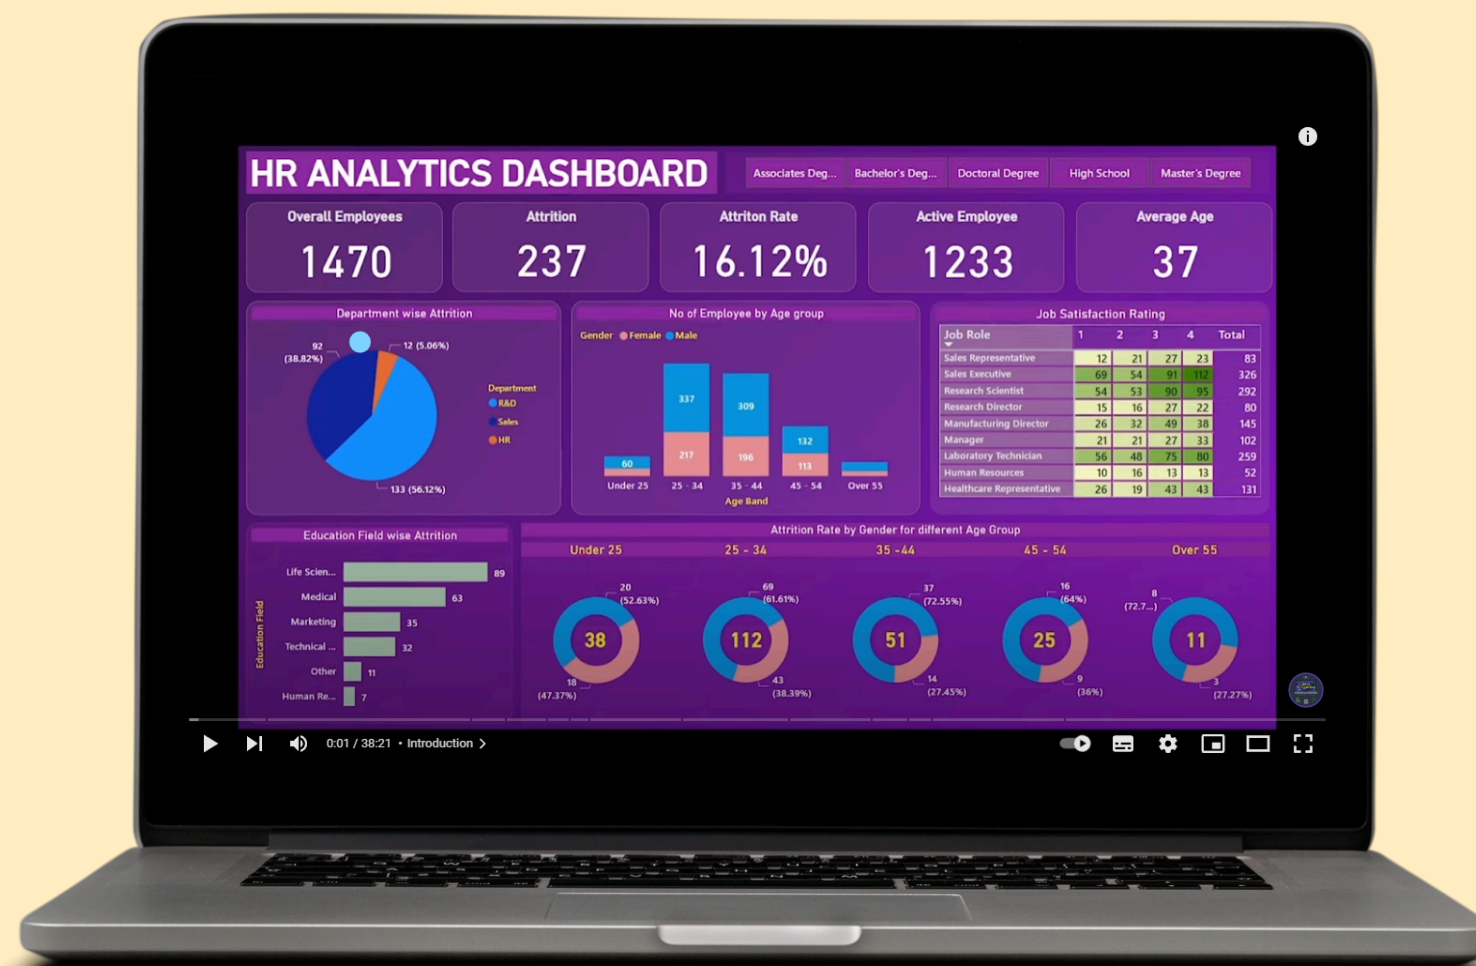 HR ANALYTICS DASHBOARD
Associates Deg... Bachelor's Deg... Doctoral Degree High School Master's Degree
Overall Employees
1470
Attrition
237
Attriton Rate
16.12%
Active Employee
1233
Average Age
37
Department wise Attrition
92
(38.82%)
12 (5.06%)
133 (56.12%)
Department
R&D
Sales
HR
No of Employee by Age group
Gender Female Male
60
337
217
309
196
132
113
Under 25 25 - 34 35 - 44 45 - 54 Over 55
Age Band
Job Satisfaction Rating
Job Role 1 2 3 4 Total
Sales Representative 12 21 27 23 83
Sales Executive 69 54 91 112 326
Research Scientist 54 53 90 95 292
Research Director 15 16 27 22 80
Manufacturing Director 26 32 49 38 145
Manager 21 21 27 33 102
Laboratory Technician 56 48 75 80 259
Human Resources 10 16 13 13 52
Healthcare Representative 26 19 43 43 131
Education Field wise Attrition
Education Field
Life Scien... 89
Medical 63
Marketing 35
Technical ... 32
Other 11
Human Re... 7
Attrition Rate by Gender for different Age Group
Under 25 25 - 34 35 -44 45 - 54 Over 55
20
(52.63%)
38
18
(47.37%)
69
(61.61%)
112
43
(38.39%)
37
(72.55%)
51
14
(27.45%)
16
(64%)
25
9
(36%)
8
(72.7...)
11
3
(27.27%)
0:01 / 38:21 • Introduction